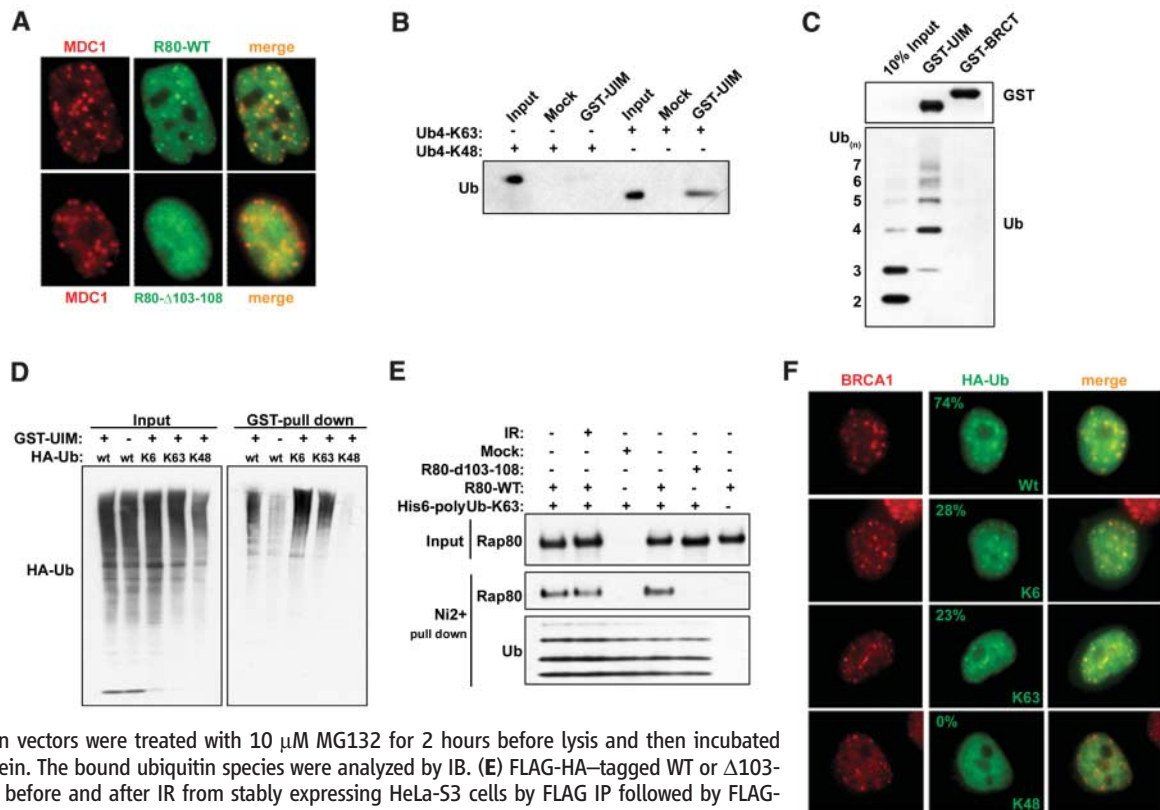 A
MDC1 R80-WT merge
MDC1 R80-Δ103-108 merge
B
Input Mock GST-UIM Input Mock GST-UIM
Ub4-K63: - - - + + +
Ub4-K48: + + + - - -
Ub
C
10% Input GST-UIM GST-BRCT
GST
Ub(n)
7
6
5
4
3
2
Ub
D
Input GST-pull down
GST-UIM: + - + + + + - + + +
HA-Ub: wt wt K6 K63 K48 wt wt K6 K63 K48
HA-Ub
E
IR: - + - - - -
Mock: - - + - - -
R80-d103-108: - - - - + -
R80-WT: + + - + - +
His6-polyUb-K63: + + + + + -
Input Rap80
Ni2+ pull down
Rap80
Ub
F
BRCA1 HA-Ub merge
74%
Wt
28%
K6
23%
K63
0%
K48
n vectors were treated with 10 μM MG132 for 2 hours before lysis and then incubated
ein. The bound ubiquitin species were analyzed by IB. (E) FLAG-HA–tagged WT or Δ103-
before and after IR from stably expressing HeLa-S3 cells by FLAG IP followed by FLAG-